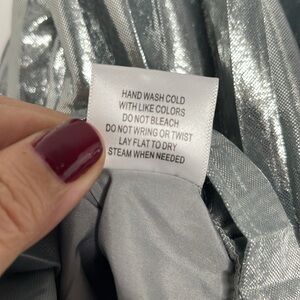 HAND WASH COLD
WITH LIKE COLORS
DO NOT BLEACH
DO NOT WRING OR TWIST
LAY FLAT TO DRY
STEAM WHEN NEEDED